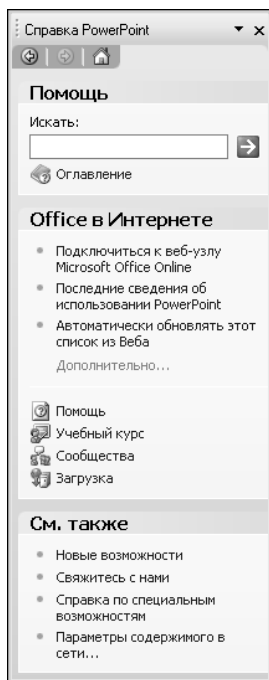 Справка PowerPoint
Помощь
Искать:
Оглавление
Office в Интернете
Подключиться к веб-узлу
Microsoft Office Online
Последние сведения об
использовании PowerPoint
Автоматически обновлять этот
список из Веба
Дополнительно...
Помощь
Учебный курс
Сообщества
Загрузка
См. также
Новые возможности
Свяжитесь с нами
Справка по специальным
возможностям
Параметры содержимого в
сети...